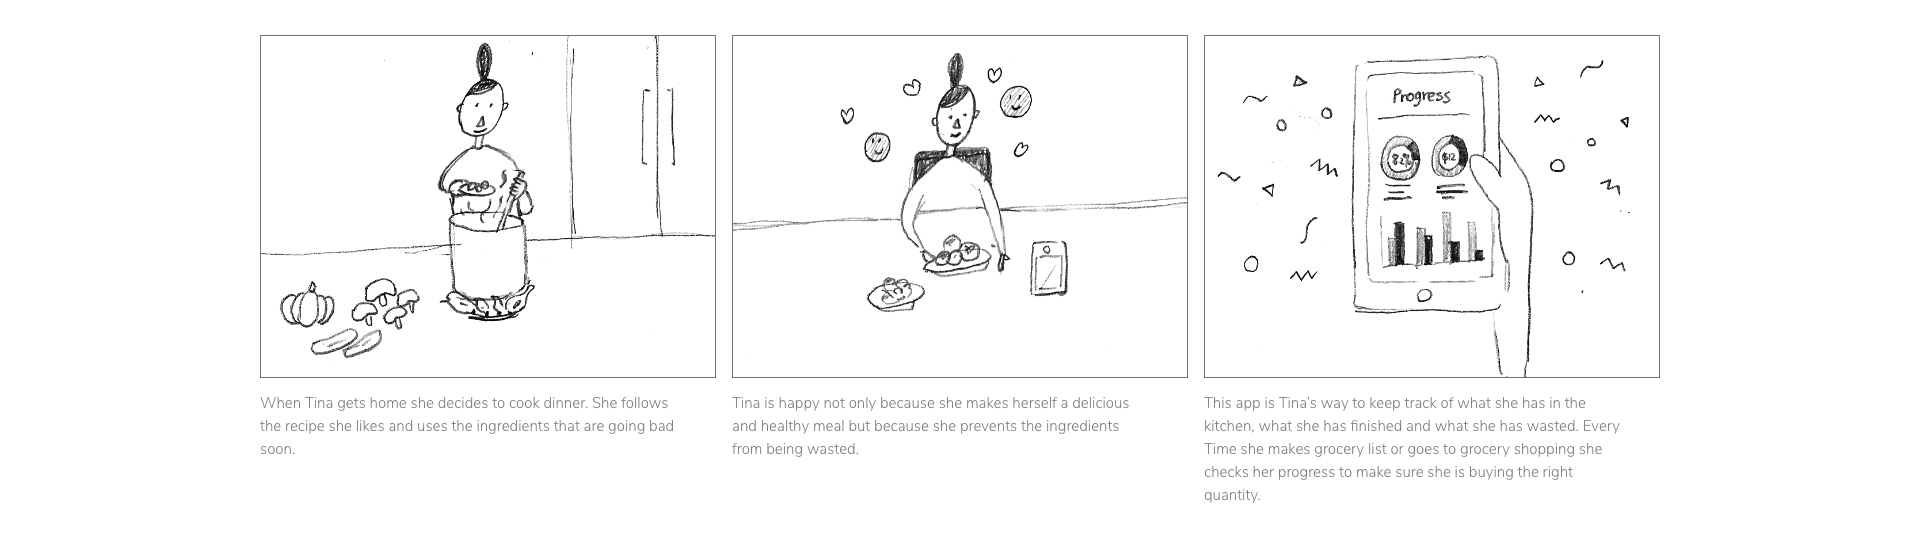 Progress
82%
$12
When Tina gets home she decides to cook dinner. She follows
the recipe she likes and uses the ingredients that are going bad
soon.
Tina is happy not only because she makes herself a delicious
and healthy meal but because she prevents the ingredients
from being wasted.
This app is Tina’s way to keep track of what she has in the
kitchen, what she has finished and what she has wasted. Every
Time she makes grocery list or goes to grocery shopping she
checks her progress to make sure she is buying the right
quantity.